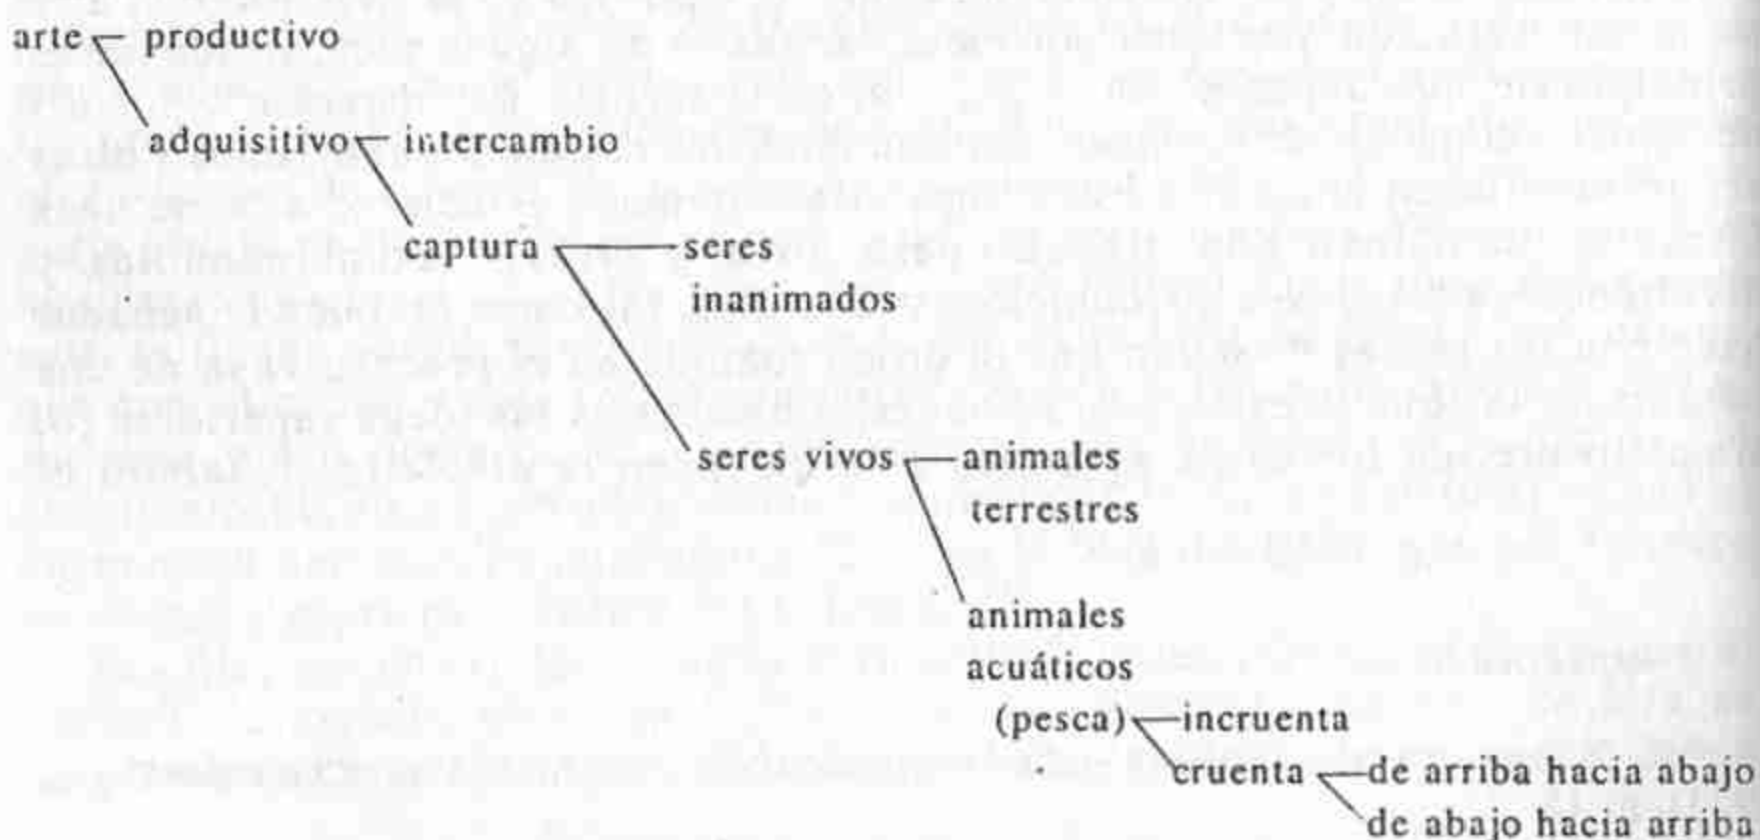 arte productivo
adquisitivo intercambio
captura seres
inanimados
seres vivos animales
terrestres
animales
acuáticos
(pesca) incruenta
cruenta de arriba hacia abajo
de abajo hacia arriba